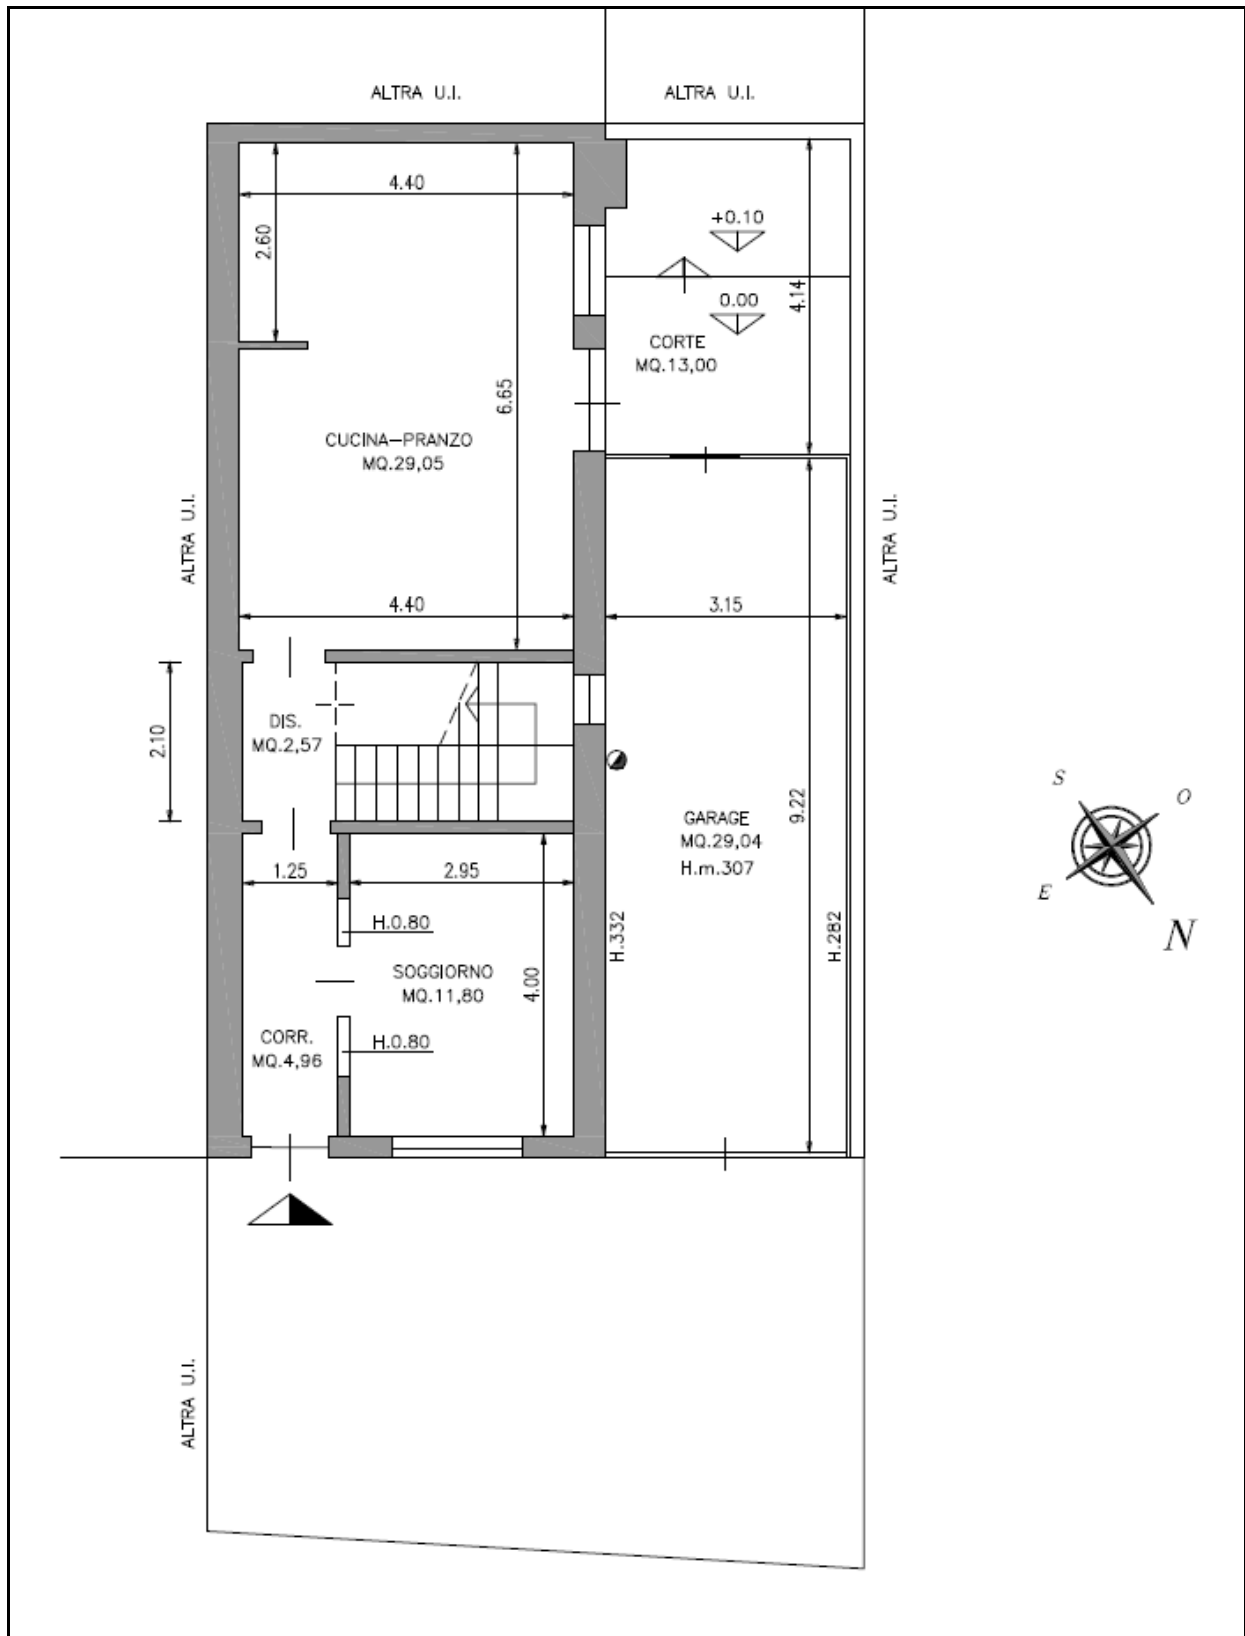 ALTRA U.I.
ALTRA U.I.
4.40
2.60
+0.10
0.00
4.14
CORTE
MQ.13,00
6.65
CUCINA–PRANZO
MQ.29,05
ALTRA U.I.
ALTRA U.I.
4.40
3.15
2.10
DIS.
MQ.2,57
9.22
GARAGE
MQ.29,04
H.m.307
S
O
E
N
1.25
2.95
H.0.80
H.332
H.282
SOGGIORNO
MQ.11,80
4.00
CORR.
MQ.4,96
H.0.80
ALTRA U.I.